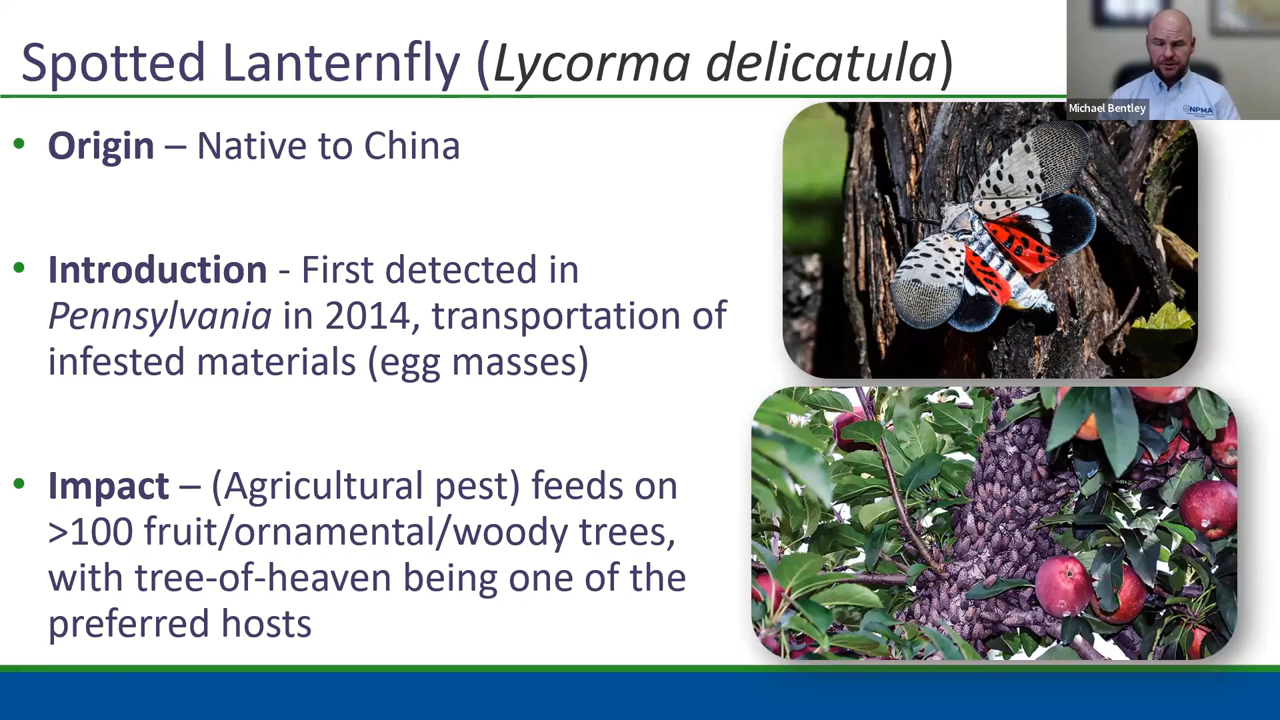 Spotted Lanternfly (Lycorma delicatula)
Michael Bentley
NPMA
• Origin – Native to China
• Introduction - First detected in
Pennsylvania in 2014, transportation of
infested materials (egg masses)
• Impact – (Agricultural pest) feeds on
>100 fruit/ornamental/woody trees,
with tree-of-heaven being one of the
preferred hosts